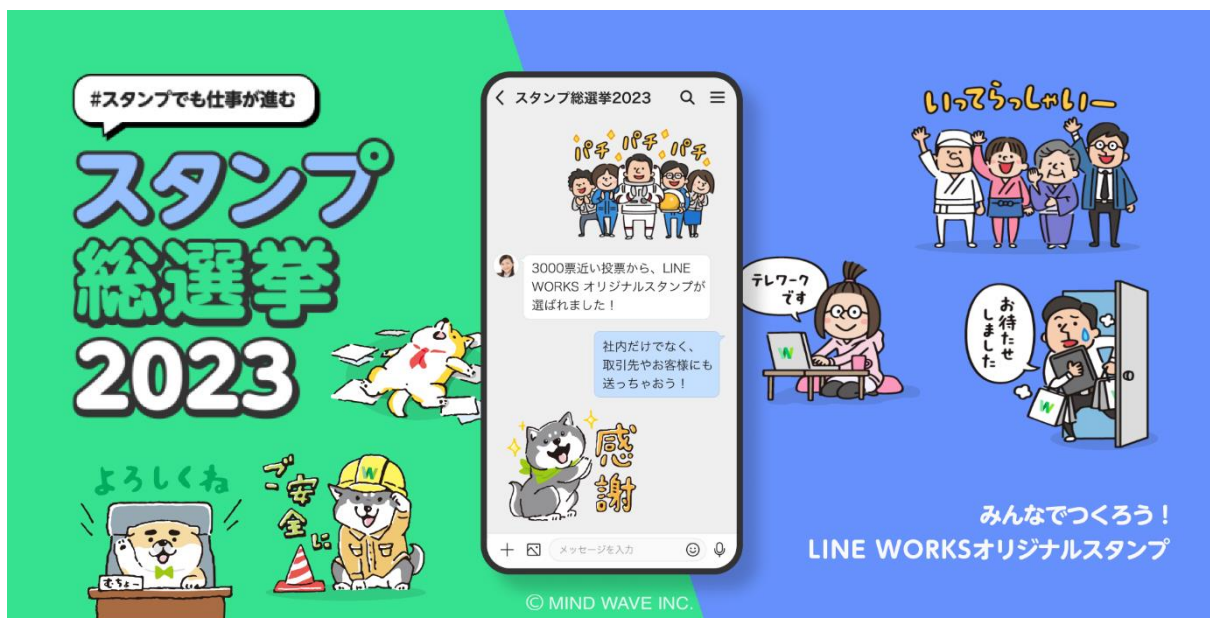 #スタンプでも仕事が進む
スタンプ
総選挙
2023
よろしくね
むちょー
ご安全に
W
スタンプ総選挙2023
パチ パチ パチ
3000票近い投票から、LINE
WORKS オリジナルスタンプが
選ばれました！
社内だけでなく、
取引先やお客様にも
送っちゃおう！
感謝
メッセージを入力
いってらっしゃいー
テレワーク
です
W
お待たせ
しました
W
みんなでつくろう！
LINE WORKSオリジナルスタンプ
© MIND WAVE INC.